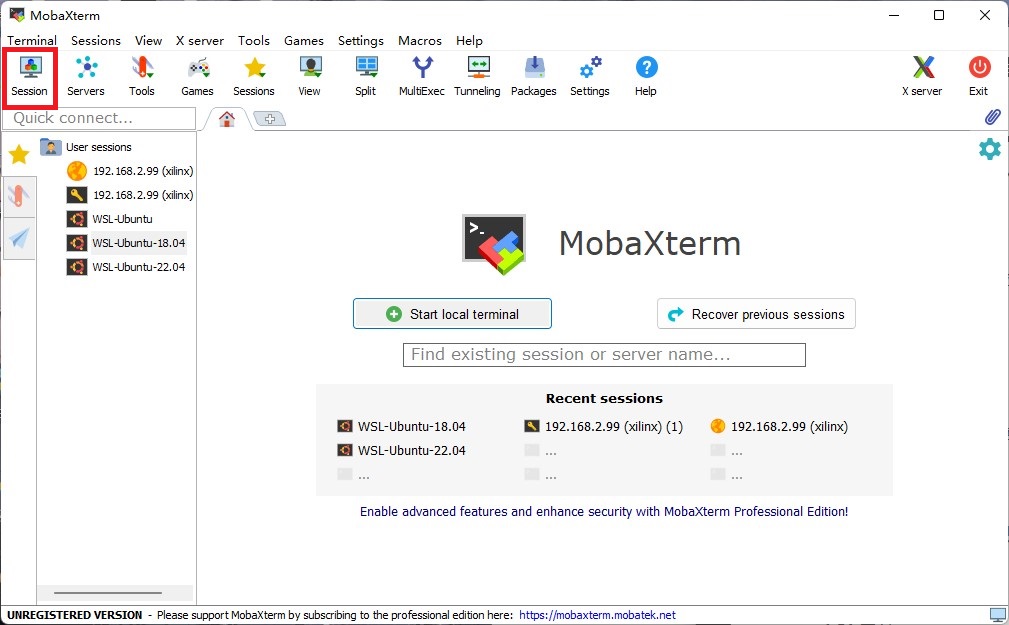 MobaXterm
Terminal Sessions View X server Tools Games Settings Macros Help
Session Servers Tools Games Sessions View Split MultiExec Tunneling Packages Settings Help X server Exit
Quick connect...
User sessions
192.168.2.99 (xilinx)
192.168.2.99 (xilinx)
WSL-Ubuntu
WSL-Ubuntu-18.04
WSL-Ubuntu-22.04
>_
MobaXterm
Start local terminal Recover previous sessions
Find existing session or server name...
Recent sessions
WSL-Ubuntu-18.04 192.168.2.99 (xilinx) (1) 192.168.2.99 (xilinx)
WSL-Ubuntu-22.04 ... ...
... ... ...
Enable advanced features and enhance security with MobaXterm Professional Edition!
UNREGISTERED VERSION - Please support MobaXterm by subscribing to the professional edition here: https://mobaxterm.mobatek.net